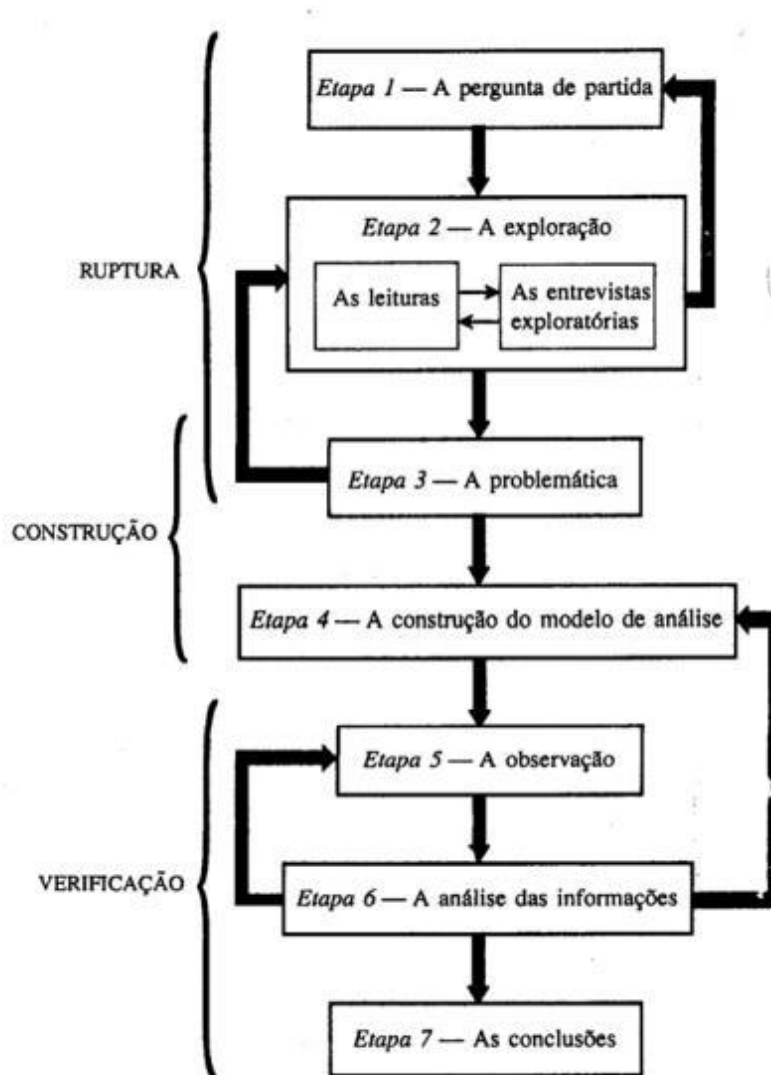 Etapa 1 — A pergunta de partida
Etapa 2 — A exploração
As leituras
As entrevistas
exploratórias
RUPTURA
Etapa 3 — A problemática
CONSTRUÇÃO
Etapa 4 — A construção do modelo de análise
Etapa 5 — A observação
VERIFICAÇÃO
Etapa 6 — A análise das informações
Etapa 7 — As conclusões